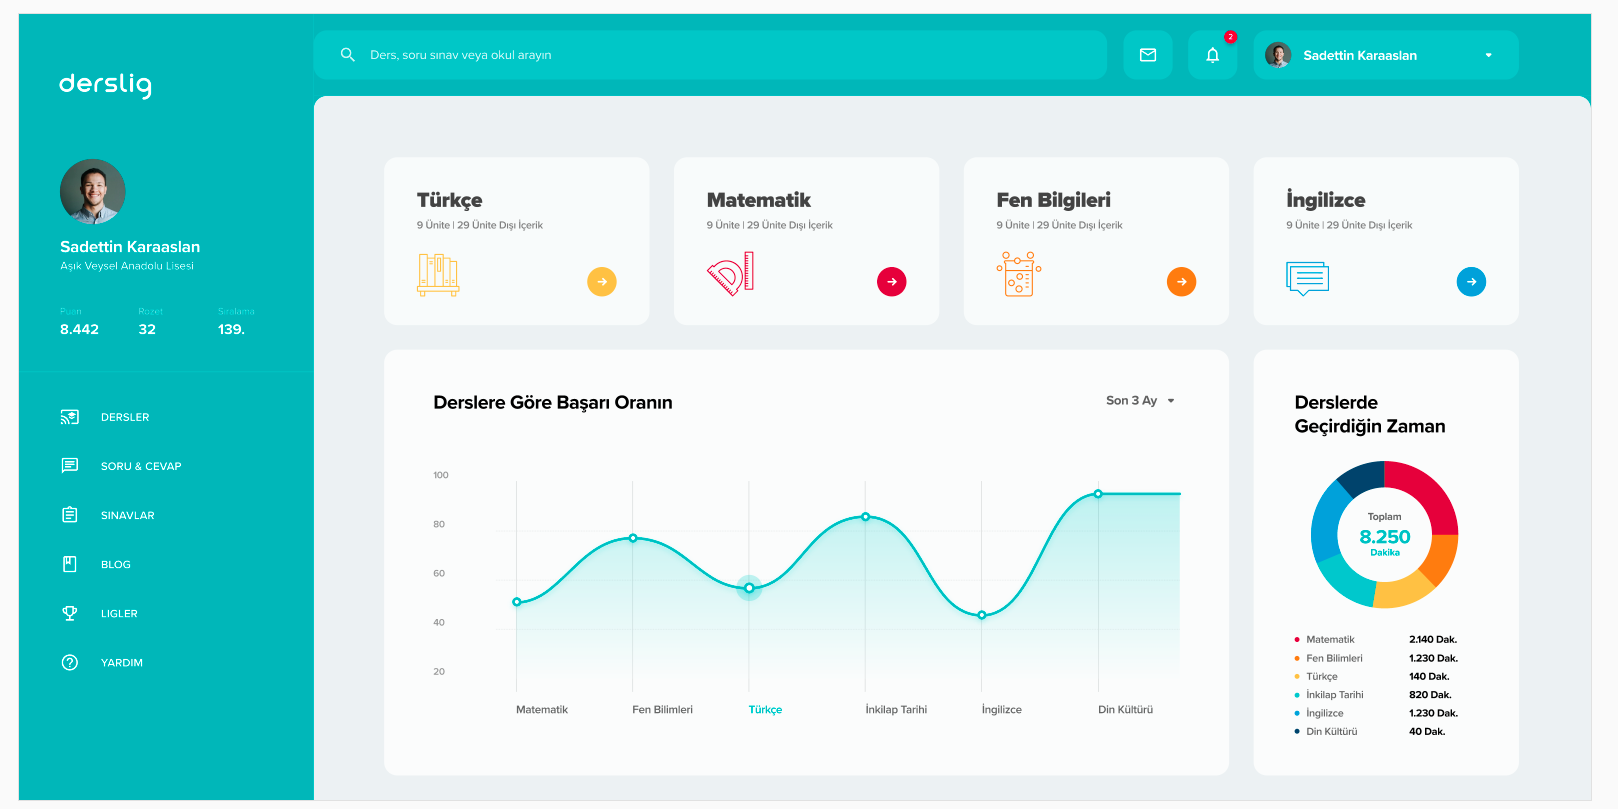 Ders, soru sınav veya okul arayın
2
Sadettin Karaaslan
derslig
Sadettin Karaaslan
Aşık Veysel Anadolu Lisesi
Puan Rozet Sıralama
8.442 32 139.
DERSLER
SORU & CEVAP
SINAVLAR
BLOG
LIGLER
YARDIM
Türkçe
9 Ünite | 29 Ünite Dışı İçerik
Matematik
9 Ünite | 29 Ünite Dışı İçerik
Fen Bilgileri
9 Ünite | 29 Ünite Dışı İçerik
İngilizce
9 Ünite | 29 Ünite Dışı İçerik
Derslere Göre Başarı Oranın
Son 3 Ay
100
80
60
40
20
Matematik Fen Bilimleri Türkçe İnkilap Tarihi İngilizce Din Kültürü
Derslerde
Geçirdiğin Zaman
Toplam
8.250
Dakika
Matematik 2.140 Dak.
Fen Bilimleri 1.230 Dak.
Türkçe 140 Dak.
İnkilap Tarihi 820 Dak.
İngilizce 1.230 Dak.
Din Kültürü 40 Dak.